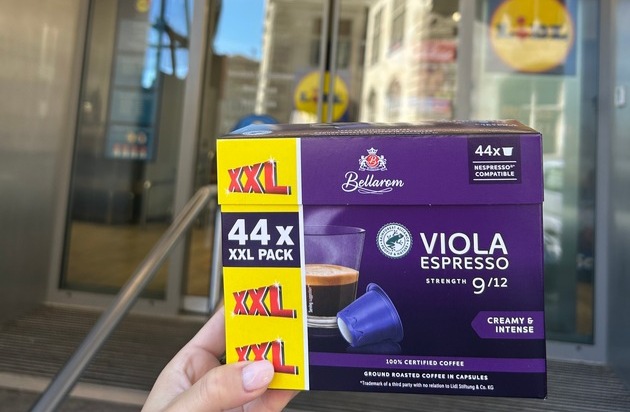 XXL
44 x
XXL PACK
XXL
XXL
Bellarom
44x
NESPRESSO*
COMPATIBLE
VIOLA
ESPRESSO
STRENGTH 9/12
CREAMY &
INTENSE
100% CERTIFIED COFFEE
GROUND ROASTED COFFEE IN CAPSULES
*Trademark of a third party with no relation to Lidl Stiftung & Co. KG